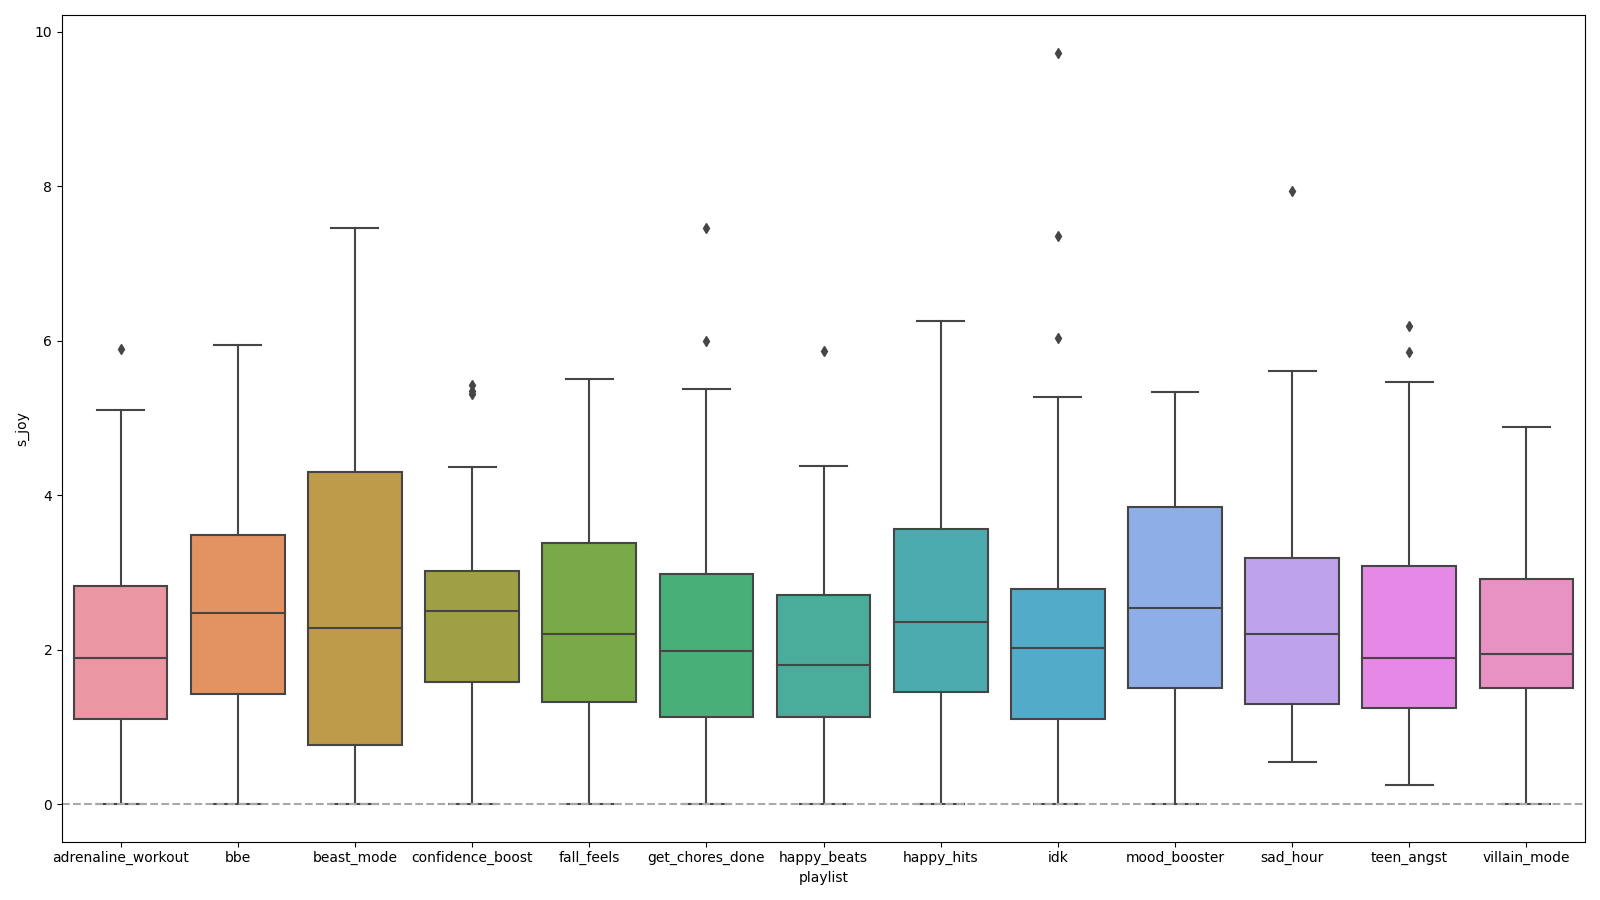 10
8
6
4
2
0
s_joy
adrenaline_workout bbe beast_mode confidence_boost fall_feels get_chores_done happy_beats happy_hits idk mood_booster sad_hour teen_angst villain_mode
playlist